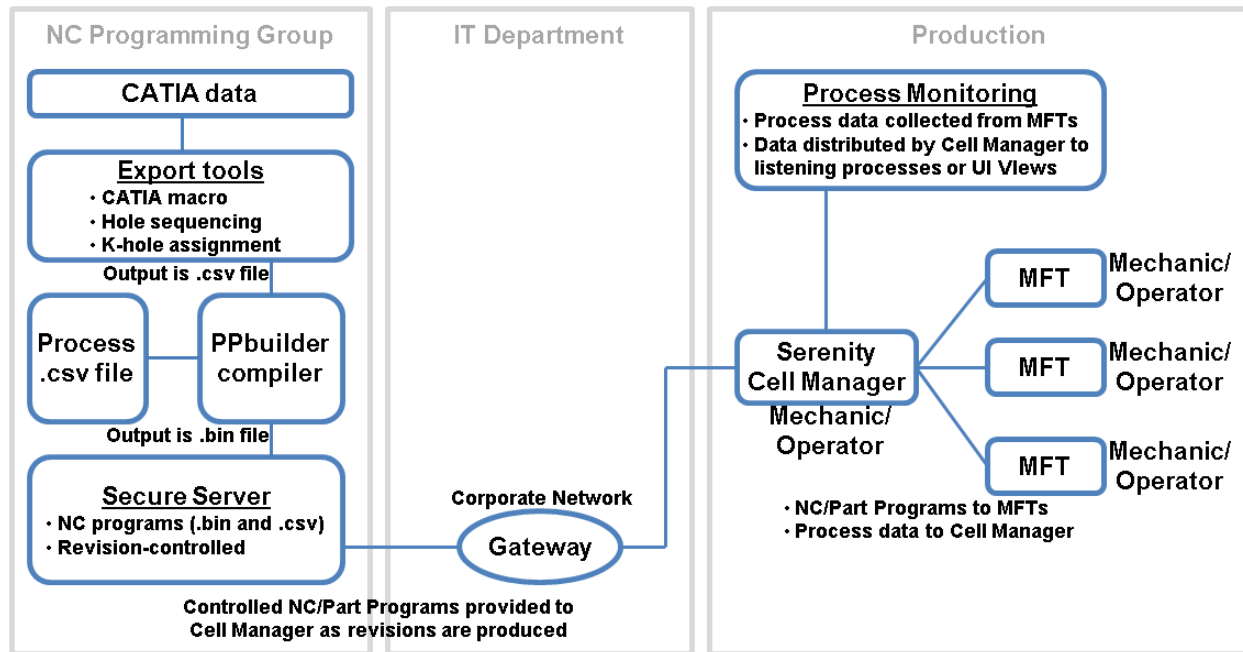 NC Programming Group
CATIA data
Export tools
• CATIA macro
• Hole sequencing
• K-hole assignment
Output is .csv file
Process
.csv file
PPbuilder
compiler
Output is .bin file
Secure Server
• NC programs (.bin and .csv)
• Revision-controlled
IT Department
Corporate Network
Gateway
Controlled NC/Part Programs provided to
Cell Manager as revisions are produced
Production
Process Monitoring
• Process data collected from MFTs
• Data distributed by Cell Manager to
listening processes or UI Views
Serenity
Cell Manager
Mechanic/
Operator
MFT
Mechanic/
Operator
MFT
Mechanic/
Operator
MFT
Mechanic/
Operator
• NC/Part Programs to MFTs
• Process data to Cell Manager